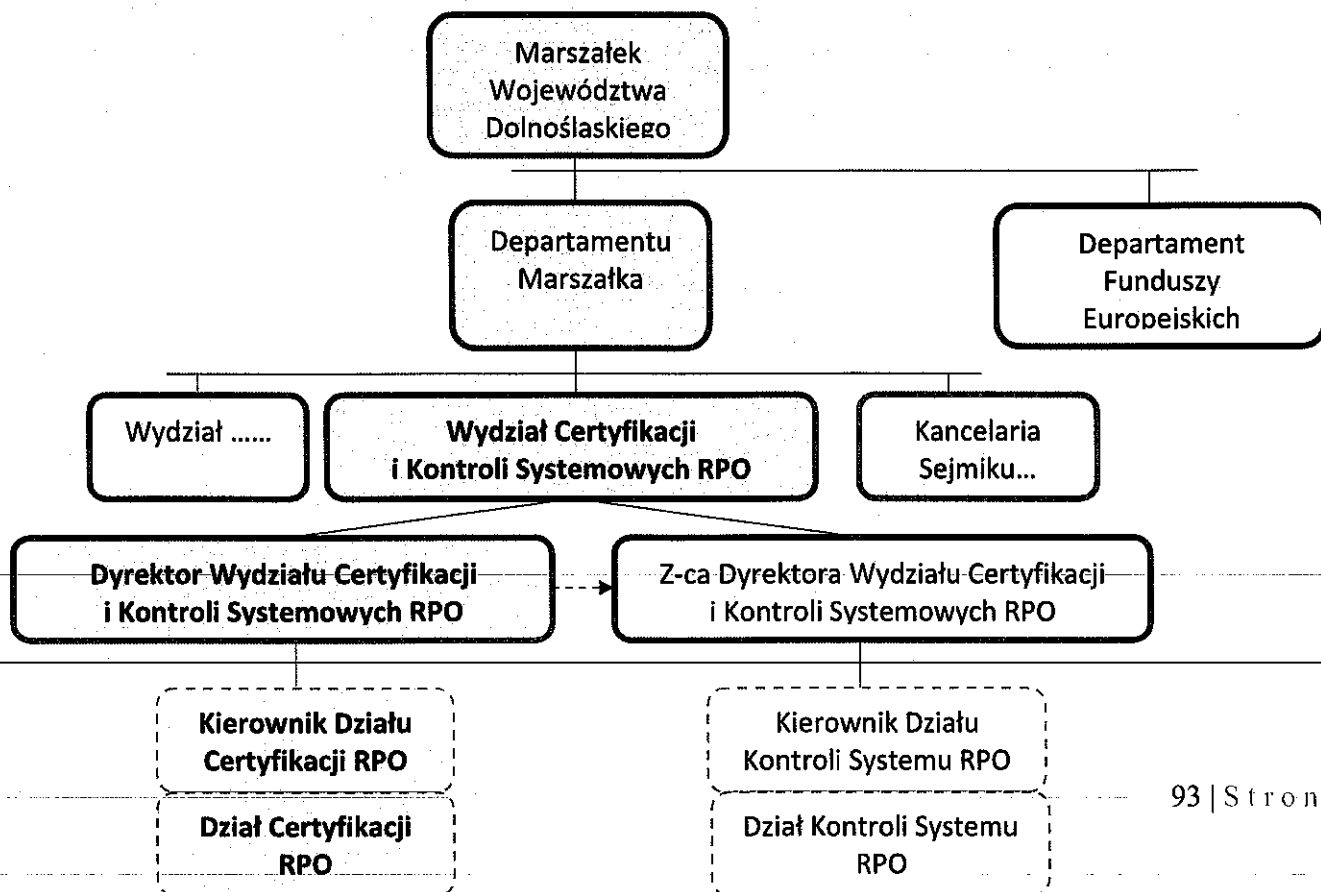 Marszałek
Województwa
Dolnośląskiego
Departamentu
Marszałka
Departament
Funduszy
Europejskich
Wydział ......
Wydział Certyfikacji
i Kontroli Systemowych RPO
Kancelaria
Sejmiku...
Dyrektor Wydziału Certyfikacji
i Kontroli Systemowych RPO
Z-ca Dyrektora Wydziału Certyfikacji
i Kontroli Systemowych RPO
Kierownik Działu
Certyfikacji RPO
Kierownik Działu
Kontroli Systemu RPO
Dział Certyfikacji
RPO
Dział Kontroli Systemu
RPO
93 | S t r o n